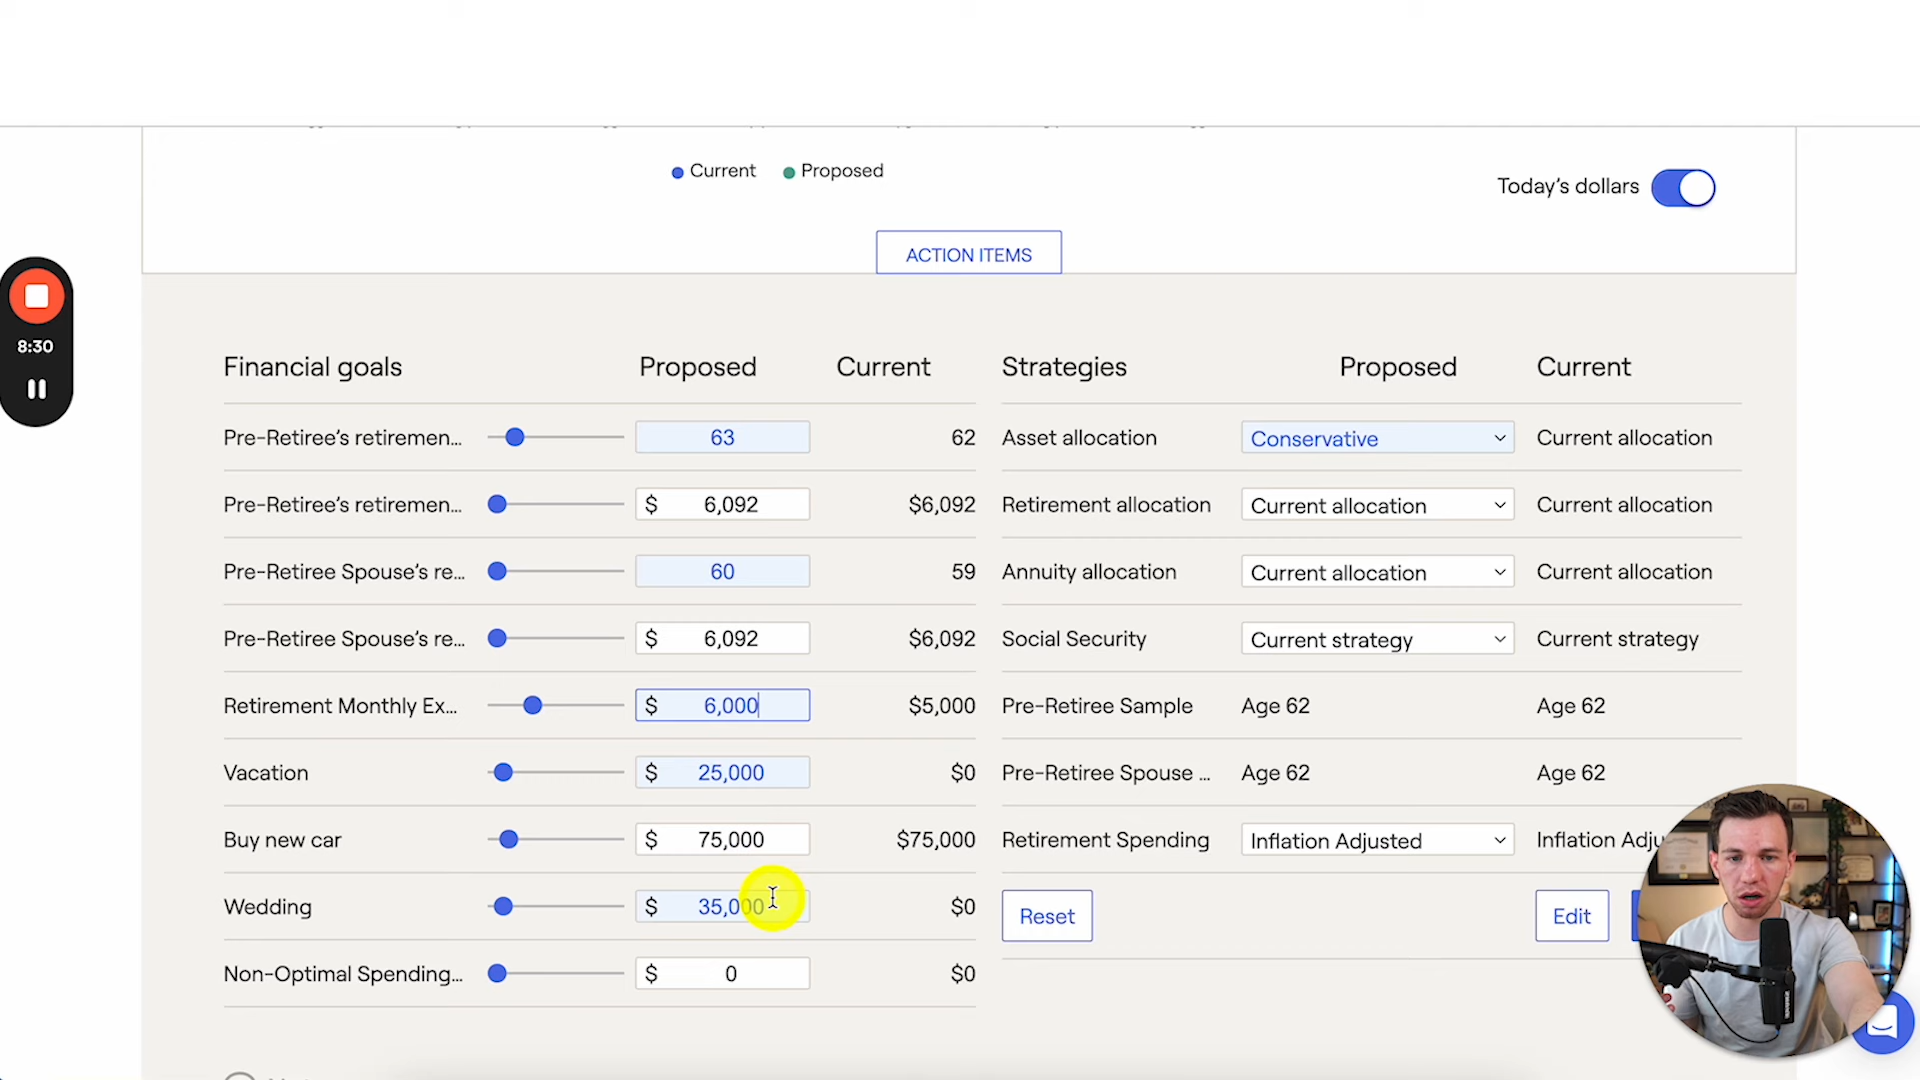 Current Proposed
Today's dollars
ACTION ITEMS
8:30
Financial goals Proposed Current Strategies Proposed Current
Pre-Retiree's retiremen... 63 62 Asset allocation Conservative Current allocation
Pre-Retiree's retiremen... $ 6,092 $6,092 Retirement allocation Current allocation Current allocation
Pre-Retiree Spouse's re... 60 59 Annuity allocation Current allocation Current allocation
Pre-Retiree Spouse's re... $ 6,092 $6,092 Social Security Current strategy Current strategy
Retirement Monthly Ex... $ 6,000 $5,000 Pre-Retiree Sample Age 62 Age 62
Vacation $ 25,000 $0 Pre-Retiree Spouse ... Age 62 Age 62
Buy new car $ 75,000 $75,000 Retirement Spending Inflation Adjusted Inflation Adju
Wedding $ 35,000 $0 Reset Edit
Non-Optimal Spending... $ 0 $0